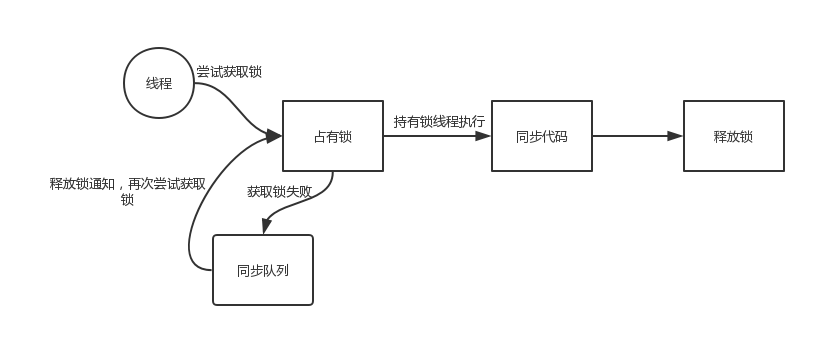 尝试获取锁
线程
占有锁
持有锁线程执行
同步代码
释放锁
释放锁通知，再次尝试获取
锁
获取锁失败
同步队列